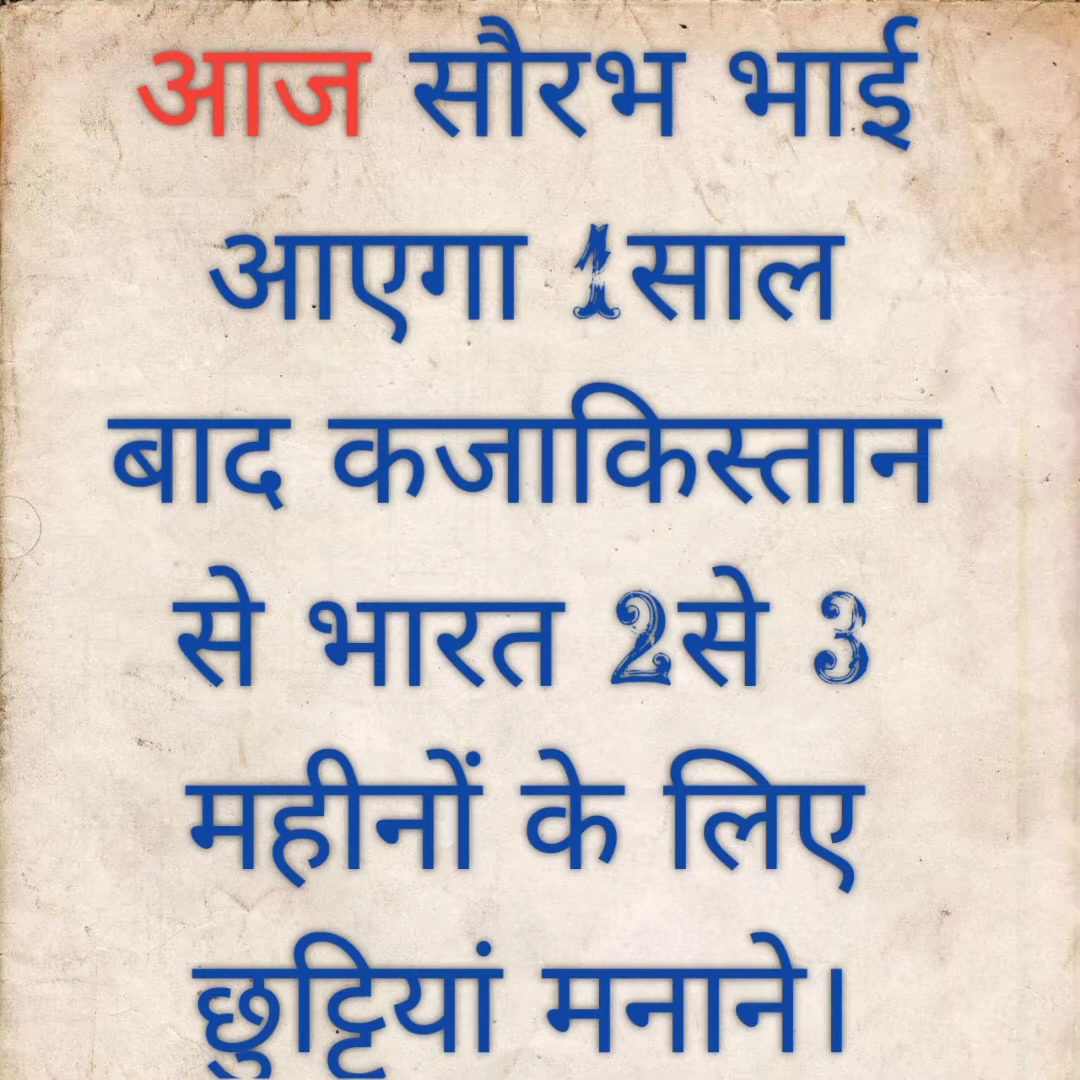 आज सौरभ भाई
आएगा 1साल
बाद कजाकिस्तान
से भारत 2से 3
महीनों के लिए
छुट्टियां मनाने।